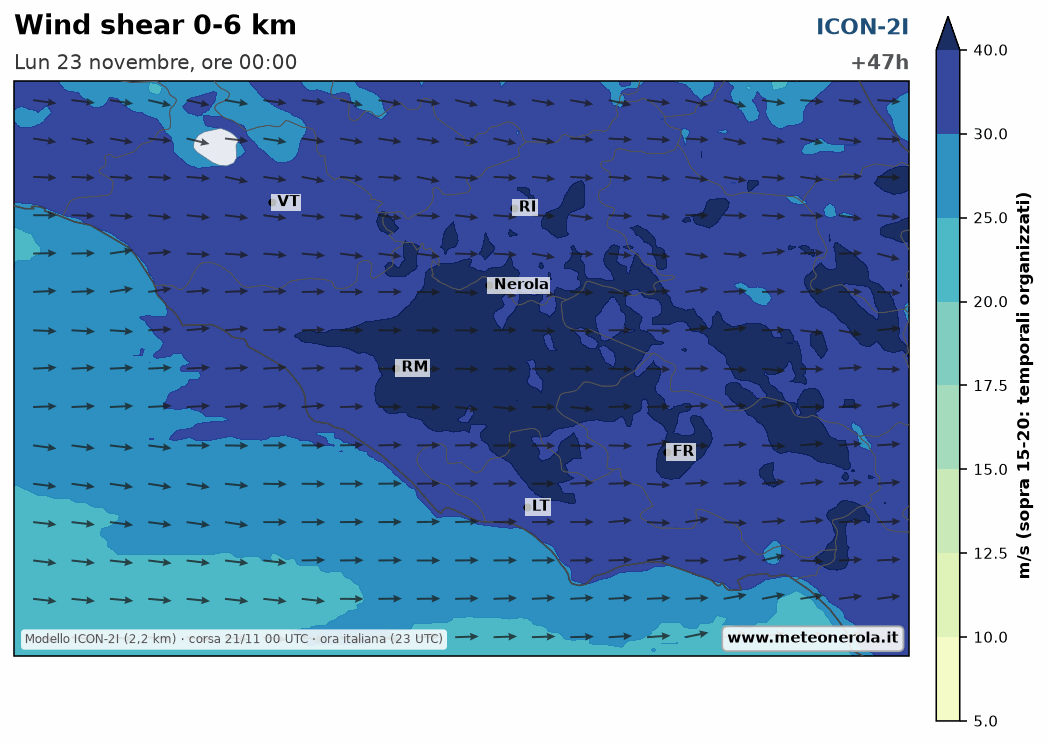 Wind shear 0-6 km
ICON-2I
Lun 23 novembre, ore 00:00
+47h
40.0
30.0
25.0
20.0
17.5
15.0
12.5
10.0
5.0
m/s (sopra 15-20: temporali organizzati)
VT
RI
Nerola
RM
FR
LT
Modello ICON-2I (2,2 km) · corsa 21/11 00 UTC · ora italiana (23 UTC)
www.meteonerola.it